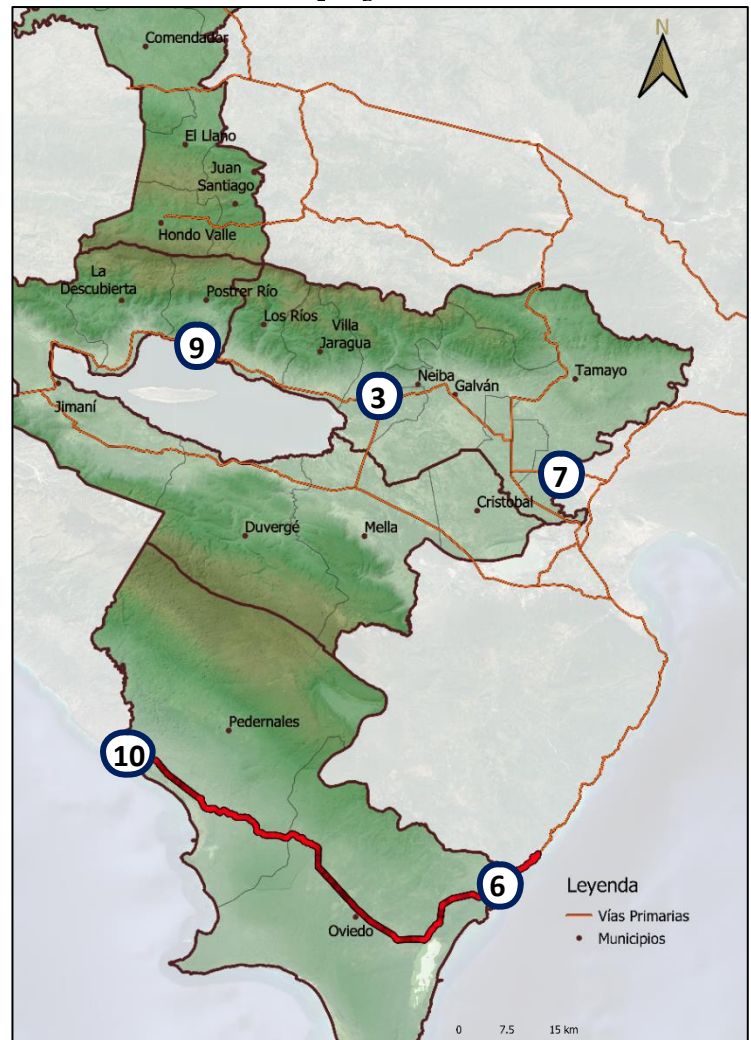 N
Comendador
El Llano
Juan
Santiago
Hondo Valle
La
Descubierta
Postrer Río
Los Ríos
Villa
Jaragua
9
Neiba
Galván
Tamayo
3
Jimaní
7
Cristobal
Duvergé
Mella
Pedernales
10
6
Leyenda
Vías Primarias
Municipios
Oviedo
0 7.5 15 km